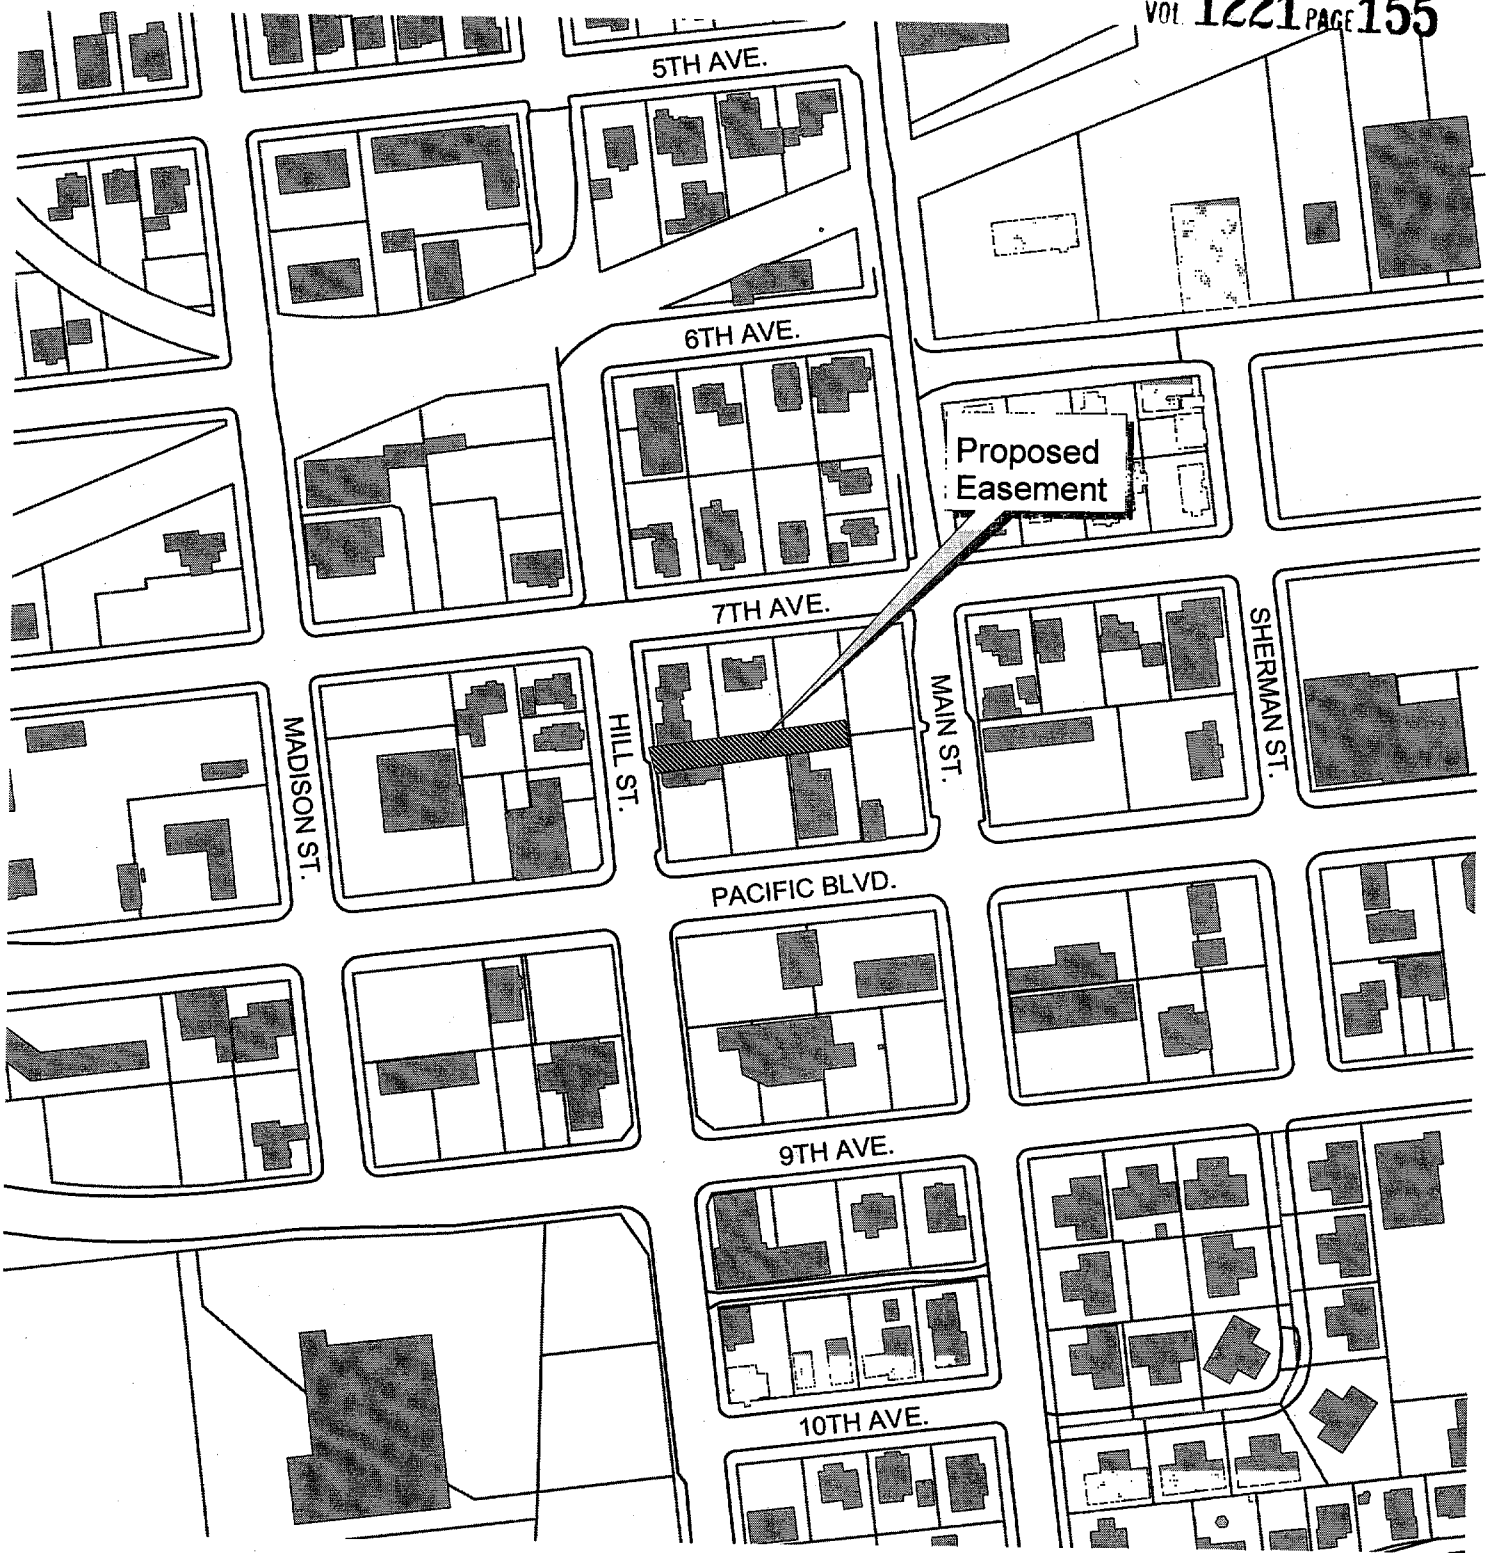 VOL 1221 PAGE 155
5TH AVE.
6TH AVE.
Proposed
Easement
7TH AVE.
SHERMAN ST.
MAIN ST.
HILL ST.
MADISON ST.
PACIFIC BLVD.
9TH AVE.
10TH AVE.